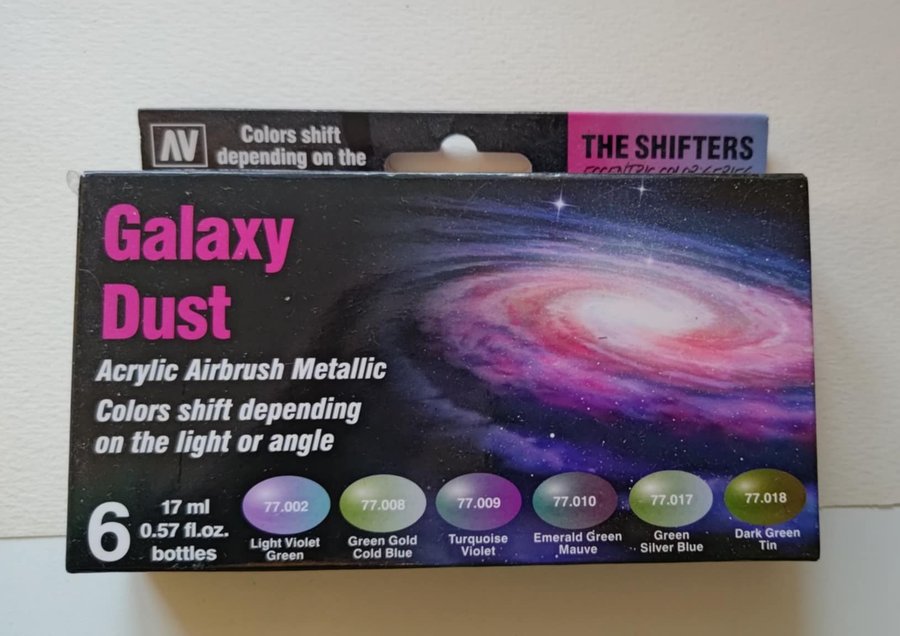 AV
Colors shift
depending on the
THE SHIFTERS
ECCENTRIC COLOR SERIES
Galaxy
Dust
Acrylic Airbrush Metallic
Colors shift depending
on the light or angle
6
17 ml
0.57 fl.oz.
bottles
77.002
Light Violet
Green
77.008
Green Gold
Cold Blue
77.009
Turquoise
Violet
77.010
Emerald Green
Mauve
77.017
Green
Silver Blue
77.018
Dark Green
Tin